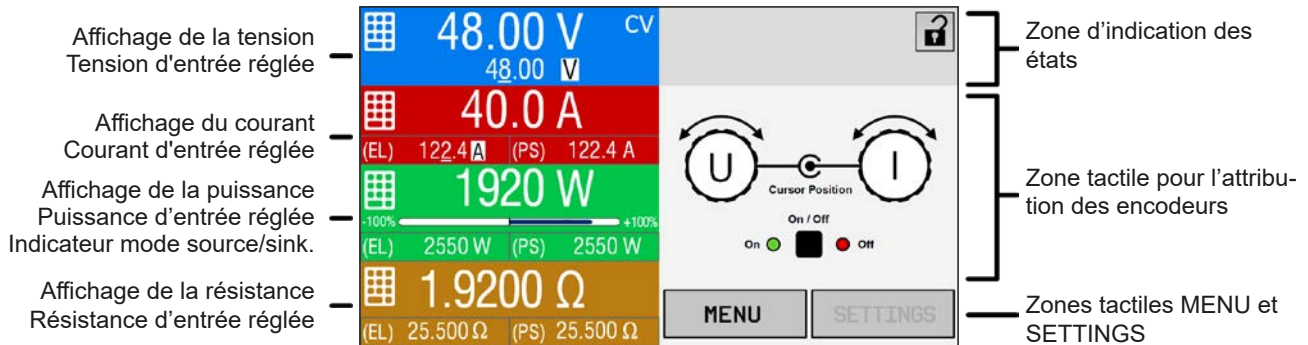 Affichage de la tension
Tension d'entrée réglée
Affichage du courant
Courant d'entrée réglée
Affichage de la puissance
Puissance d’entrée réglée
Indicateur mode source/sink.
Affichage de la résistance
Résistance d’entrée réglée
48.00 V CV
48.00 V
40.0 A
(EL) 122.4 A (PS) 122.4 A
1920 W
-100% +100%
(EL) 2550 W (PS) 2550 W
1.9200 Ω
(EL) 25.500 Ω (PS) 25.500 Ω
U I
Cursor Position
On / Off
On Off
MENU SETTINGS
Zone d’indication des
états
Zone tactile pour l’attribu-
tion des encodeurs
Zones tactiles MENU et
SETTINGS